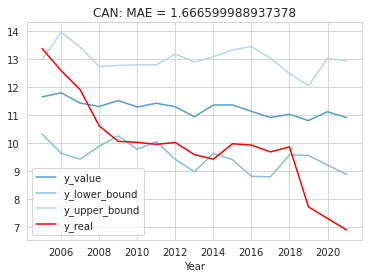 CAN: MAE = 1.666599988937378
14
13
12
11
10
9
8
7
y_value
y_lower_bound
y_upper_bound
y_real
2006 2008 2010 2012 2014 2016 2018 2020
Year